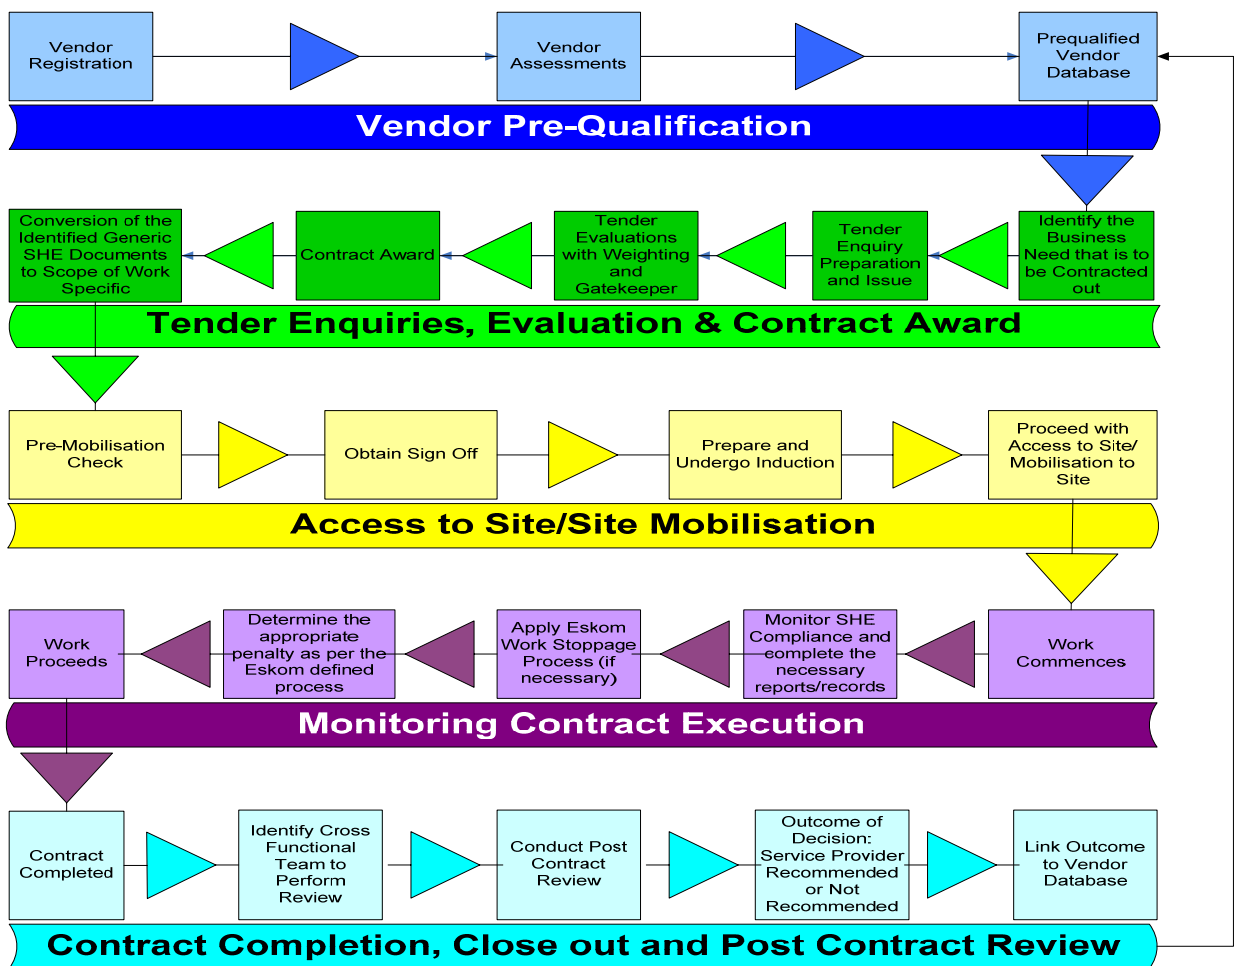 Vendor
Registration
Vendor
Assessments
Prequalified
Vendor
Database
Vendor Pre-Qualification
Conversion of the
Identified Generic
SHE Documents
to Scope of Work
Specific
Contract Award
Tender
Evaluations
with Weighting
and
Gatekeeper
Tender
Enquiry
Preparation
and Issue
Identify the
Business
Need that is to
be Contracted
out
Tender Enquiries, Evaluation & Contract Award
Pre-Mobilisation
Check
Obtain Sign Off
Prepare and
Undergo Induction
Proceed with
Access to Site/
Mobilisation to
Site
Access to Site/Site Mobilisation
Work
Proceeds
Determine the
appropriate
penalty as per the
Eskom defined
process
Apply Eskom
Work Stoppage
Process (if
necessary)
Monitor SHE
Compliance and
complete the
necessary
reports/records
Work
Commences
Monitoring Contract Execution
Contract
Completed
Identify Cross
Functional
Team to
Perform
Review
Conduct Post
Contract
Review
Outcome of
Decision:
Service Provider
Recommended
or Not
Recommended
Link Outcome
to Vendor
Database
Contract Completion, Close out and Post Contract Review